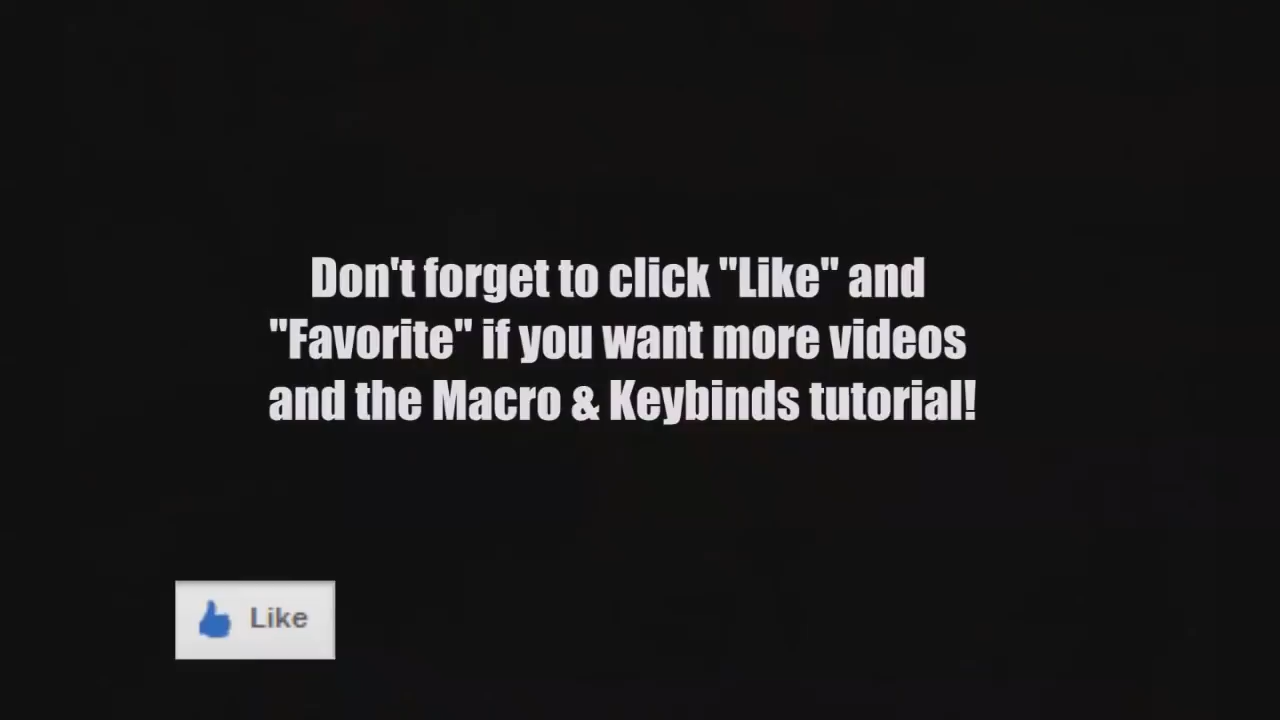 Don't forget to click "Like" and
"Favorite" if you want more videos
and the Macro & Keybinds tutorial!
Like